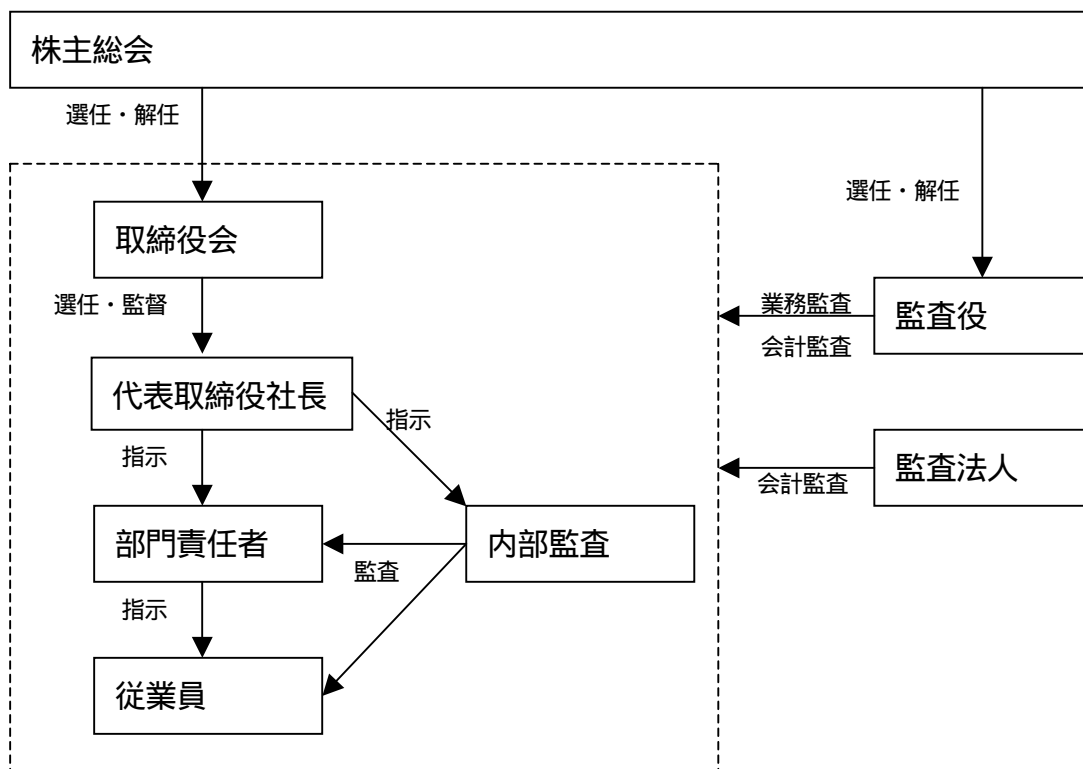 株主総会
選任・解任
選任・解任
取締役会
選任・監督
業務監査
監査役
会計監査
代表取締役社長
指示
指示
監査法人
会計監査
部門責任者
内部監査
監査
指示
従業員